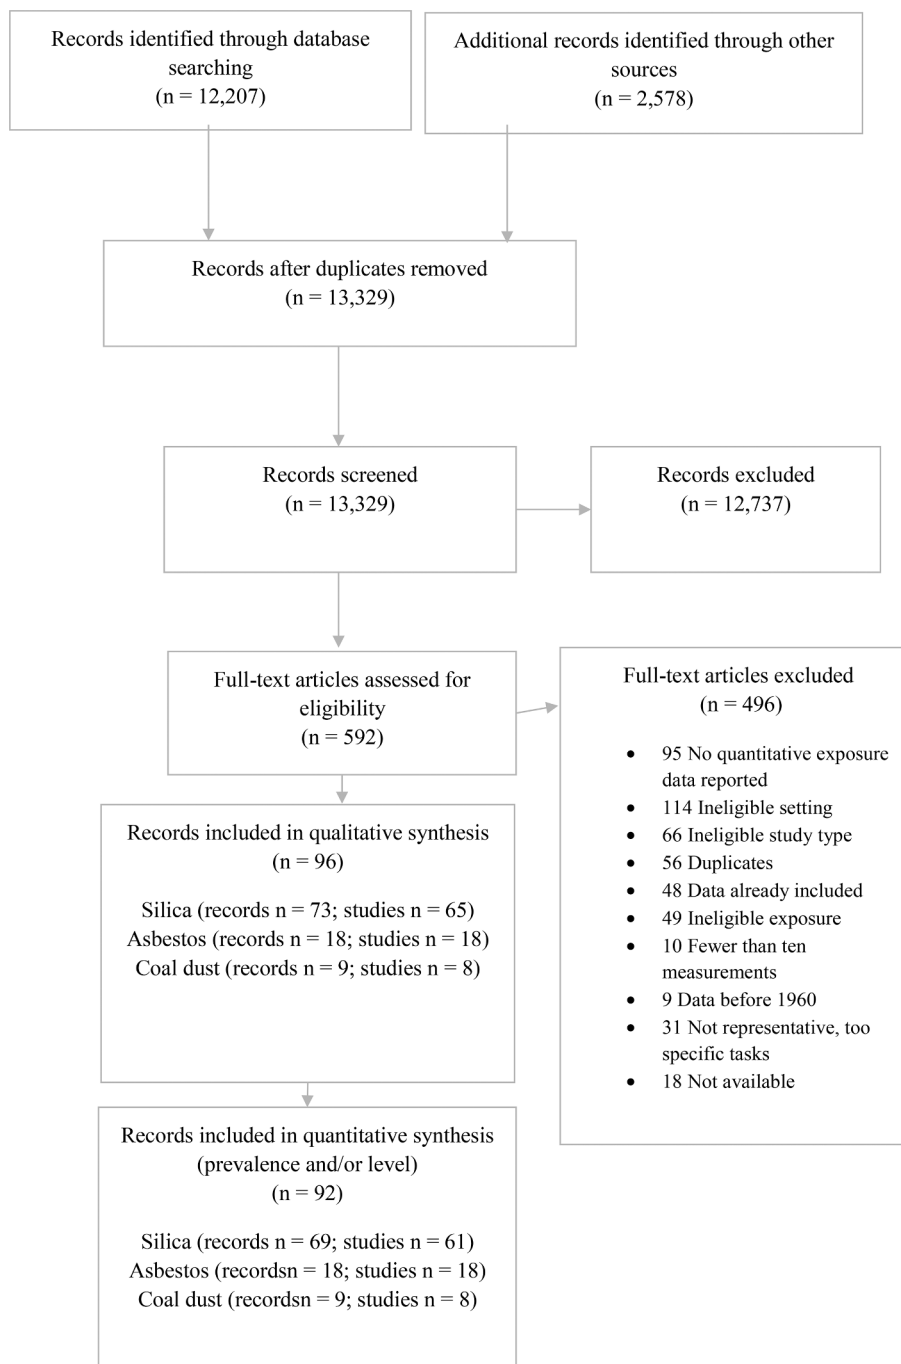 Records identified through database
searching
(n = 12,207)
Additional records identified through other
sources
(n = 2,578)
Records after duplicates removed
(n = 13,329)
Records screened
(n = 13,329)
Records excluded
(n = 12,737)
Full-text articles assessed for
eligibility
(n = 592)
Full-text articles excluded
(n = 496)
• 95 No quantitative exposure
data reported
• 114 Ineligible setting
• 66 Ineligible study type
• 56 Duplicates
• 48 Data already included
• 49 Ineligible exposure
• 10 Fewer than ten
measurements
• 9 Data before 1960
• 31 Not representative, too
specific tasks
• 18 Not available
Records included in qualitative synthesis
(n = 96)
Silica (records n = 73; studies n = 65)
Asbestos (records n = 18; studies n = 18)
Coal dust (records n = 9; studies n = 8)
Records included in quantitative synthesis
(prevalence and/or level)
(n = 92)
Silica (records n = 69; studies n = 61)
Asbestos (recordsn = 18; studies n = 18)
Coal dust (recordsn = 9; studies n = 8)